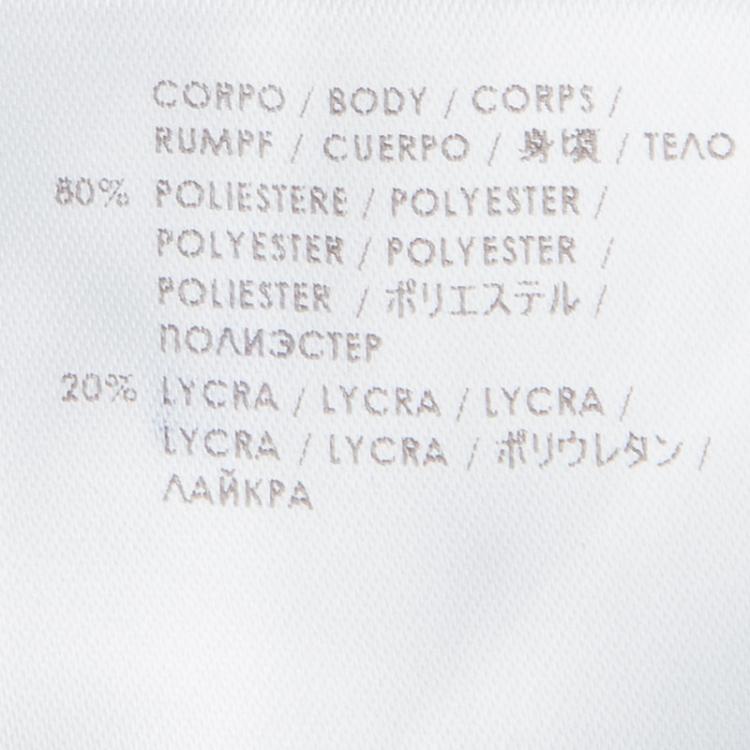 CORPO / BODY / CORPS /
RUMPF / CUERPO / 身頃 / ТЕЛО
80% POLIESTERE / POLYESTER /
POLYESTER / POLYESTER /
POLIESTER / ポリエステル /
ПОЛИЭСТЕР
20% LYCRA / LYCRA / LYCRA /
LYCRA / LYCRA / ポリウレタン /
ЛАЙКРА